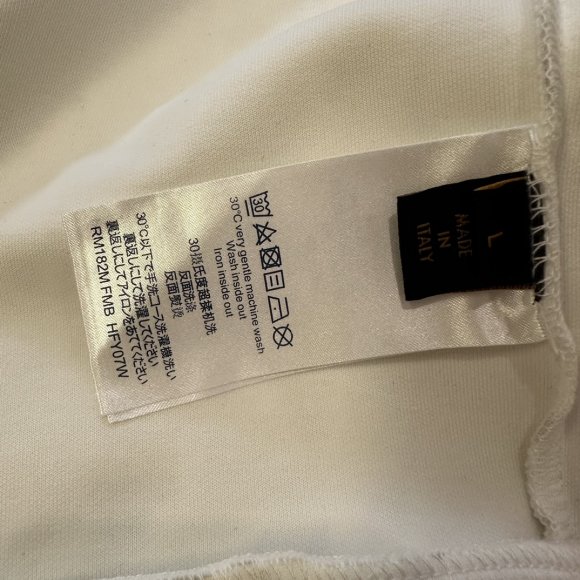 30
30°C very gentle machine wash
Wash inside out
Iron inside out
30摄氏度超揉机洗
反面洗涤
反面熨烫
30℃以下で手洗コース洗濯機洗い
裏返しにして洗濯してください
裏返しにしてアイロンをあててください
RM182M FMB HFY07W
L
MADE
IN
ITALY